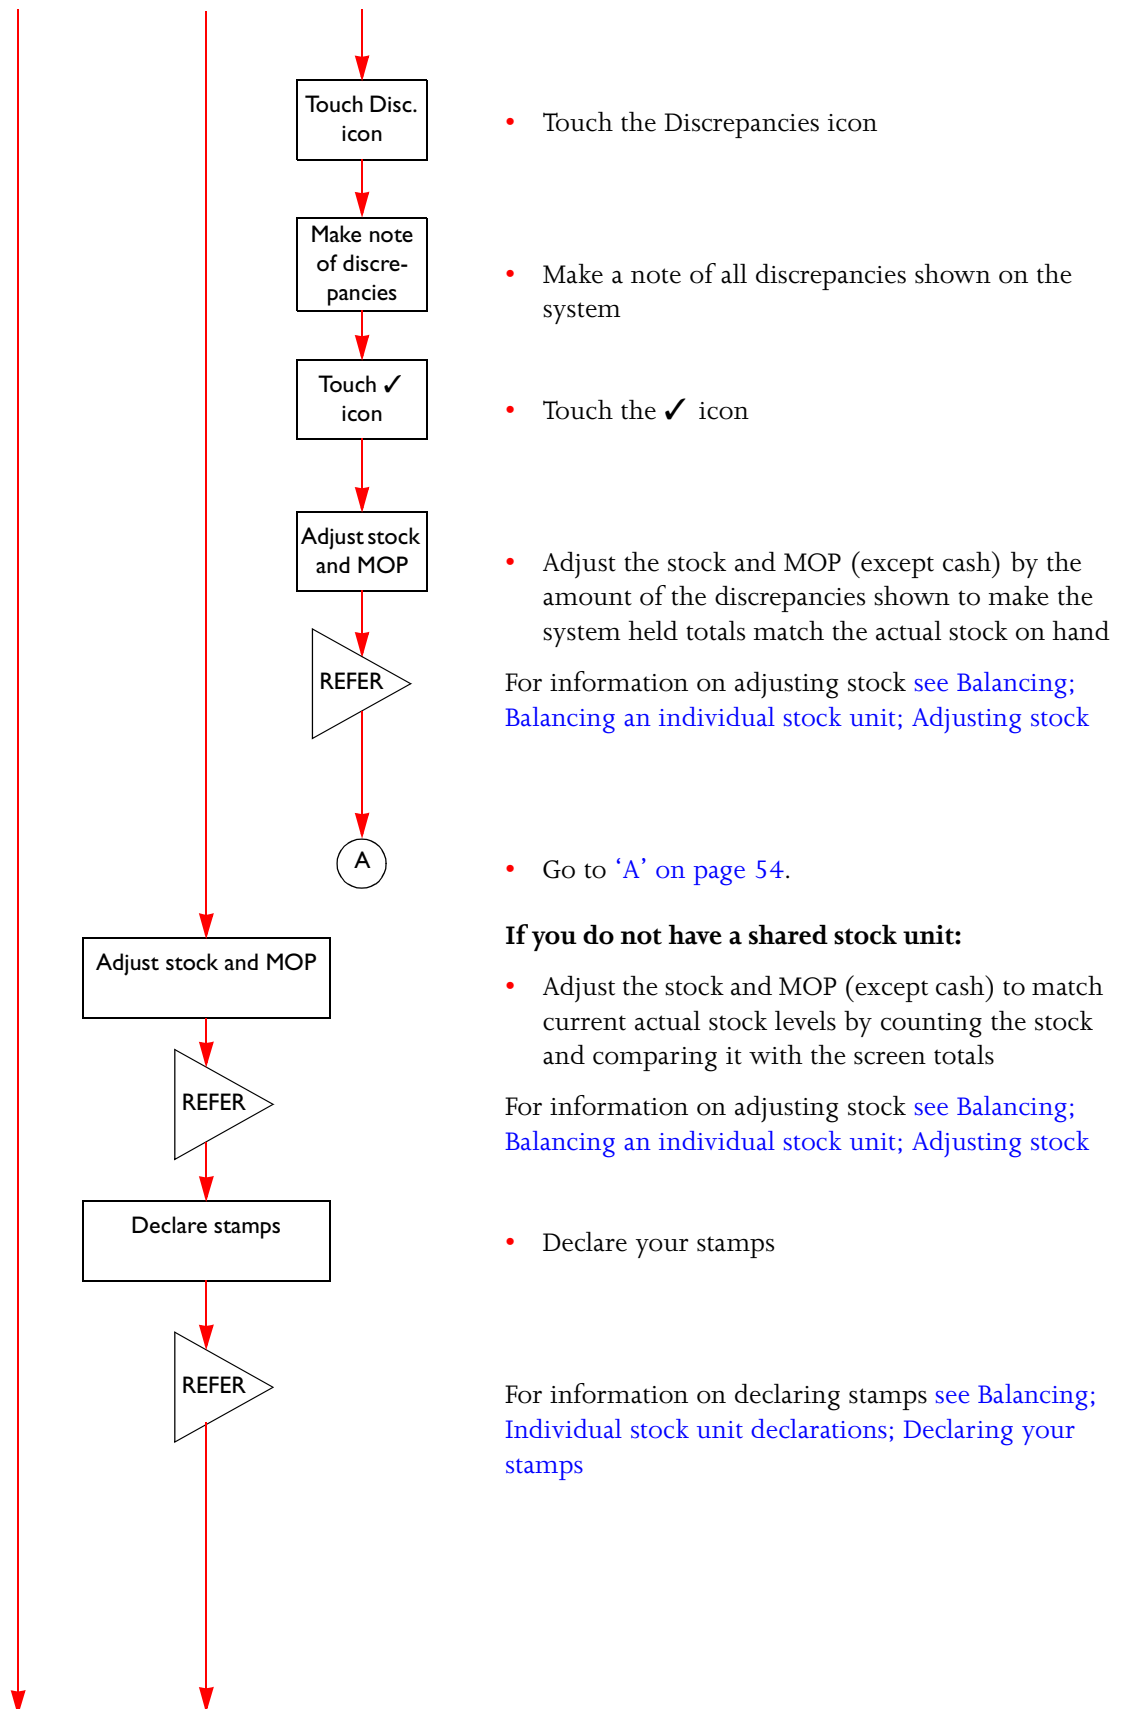 Touch Disc.
icon
• Touch the Discrepancies icon
Make note
of discre-
pancies
• Make a note of all discrepancies shown on the
system
Touch ✓
icon
• Touch the ✓ icon
Adjust stock
and MOP
• Adjust the stock and MOP (except cash) by the
amount of the discrepancies shown to make the
system held totals match the actual stock on hand
REFER
For information on adjusting stock see Balancing;
Balancing an individual stock unit; Adjusting stock
A
• Go to ‘A’ on page 54.
If you do not have a shared stock unit:
Adjust stock and MOP
• Adjust the stock and MOP (except cash) to match
current actual stock levels by counting the stock
and comparing it with the screen totals
REFER
For information on adjusting stock see Balancing;
Balancing an individual stock unit; Adjusting stock
Declare stamps
• Declare your stamps
REFER
For information on declaring stamps see Balancing;
Individual stock unit declarations; Declaring your
stamps